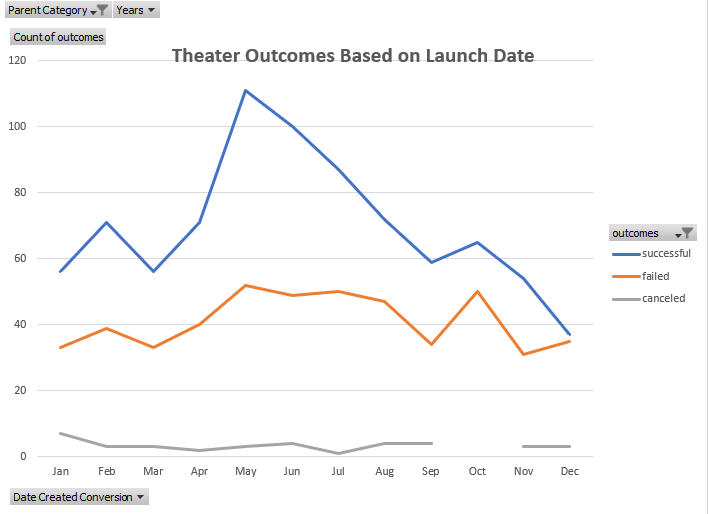 Parent Category Years
Count of outcomes
Theater Outcomes Based on Launch Date
120
100
80
60
40
20
0
Jan Feb Mar Apr May Jun Jul Aug Sep Oct Nov Dec
outcomes
successful
failed
canceled
Date Created Conversion